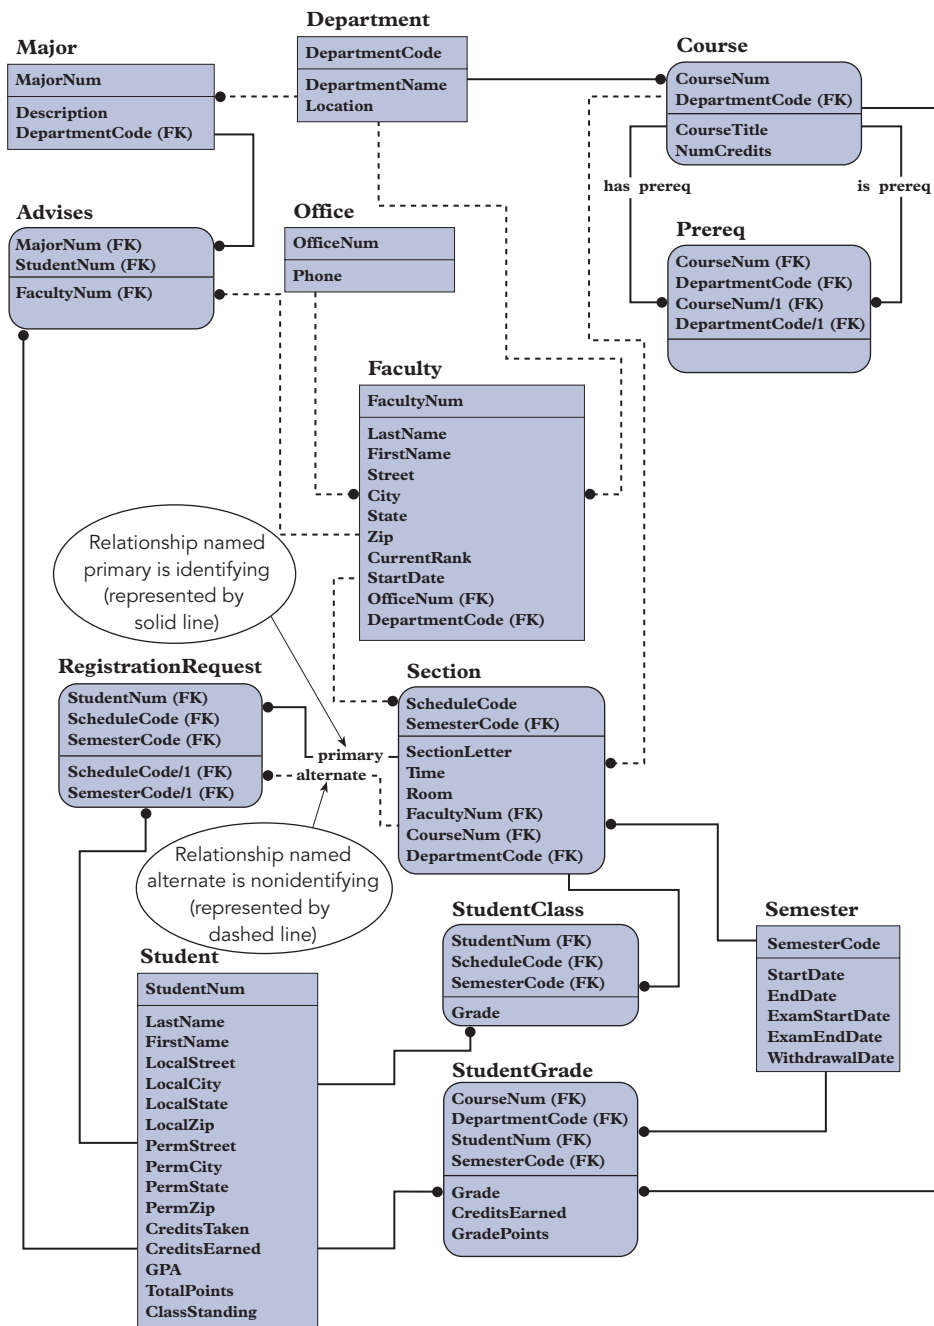 Department
DepartmentCode
DepartmentName
Location
Major
MajorNum
Description
DepartmentCode (FK)
Course
CourseNum
DepartmentCode (FK)
CourseTitle
NumCredits
has prereq
is prereq
Advises
MajorNum (FK)
StudentNum (FK)
FacultyNum (FK)
Office
OfficeNum
Phone
Prereq
CourseNum (FK)
DepartmentCode (FK)
CourseNum/1 (FK)
DepartmentCode/1 (FK)
Faculty
FacultyNum
LastName
FirstName
Street
City
State
Zip
CurrentRank
StartDate
OfficeNum (FK)
DepartmentCode (FK)
Relationship named
primary is identifying
(represented by
solid line)
RegistrationRequest
StudentNum (FK)
ScheduleCode (FK)
SemesterCode (FK)
ScheduleCode/1 (FK)
SemesterCode/1 (FK)
primary
alternate
Section
ScheduleCode
SemesterCode (FK)
SectionLetter
Time
Room
FacultyNum (FK)
CourseNum (FK)
DepartmentCode (FK)
Relationship named
alternate is nonidentifying
(represented by
dashed line)
StudentClass
StudentNum (FK)
ScheduleCode (FK)
SemesterCode (FK)
Grade
Semester
SemesterCode
StartDate
EndDate
ExamStartDate
ExamEndDate
WithdrawalDate
Student
StudentNum
LastName
FirstName
LocalStreet
LocalCity
LocalState
LocalZip
PermStreet
PermCity
PermState
PermZip
CreditsTaken
CreditsEarned
GPA
TotalPoints
ClassStanding
StudentGrade
CourseNum (FK)
DepartmentCode (FK)
StudentNum (FK)
SemesterCode (FK)
Grade
CreditsEarned
GradePoints